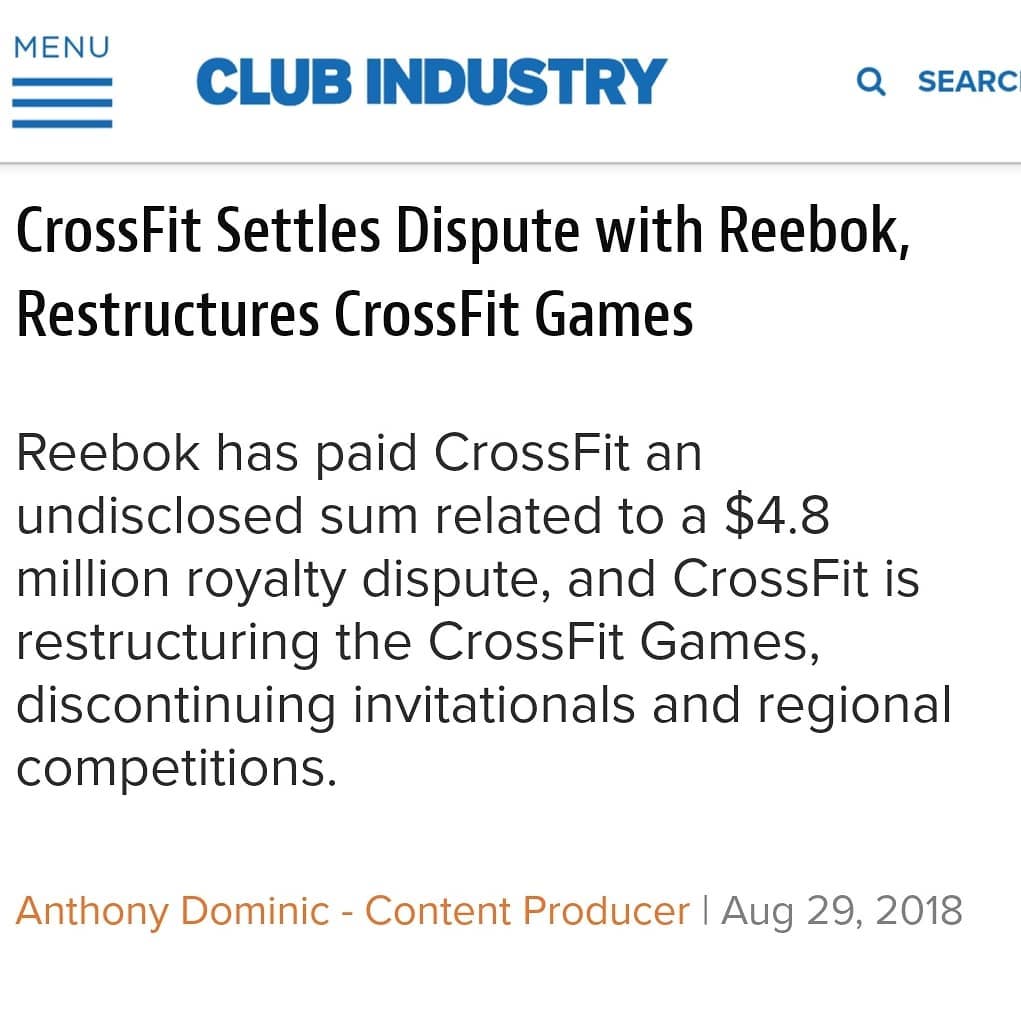 MENU
CLUB INDUSTRY
SEARC
CrossFit Settles Dispute with Reebok,
Restructures CrossFit Games
Reebok has paid CrossFit an
undisclosed sum related to a $4.8
million royalty dispute, and CrossFit is
restructuring the CrossFit Games,
discontinuing invitationals and regional
competitions.
Anthony Dominic - Content Producer | Aug 29, 2018